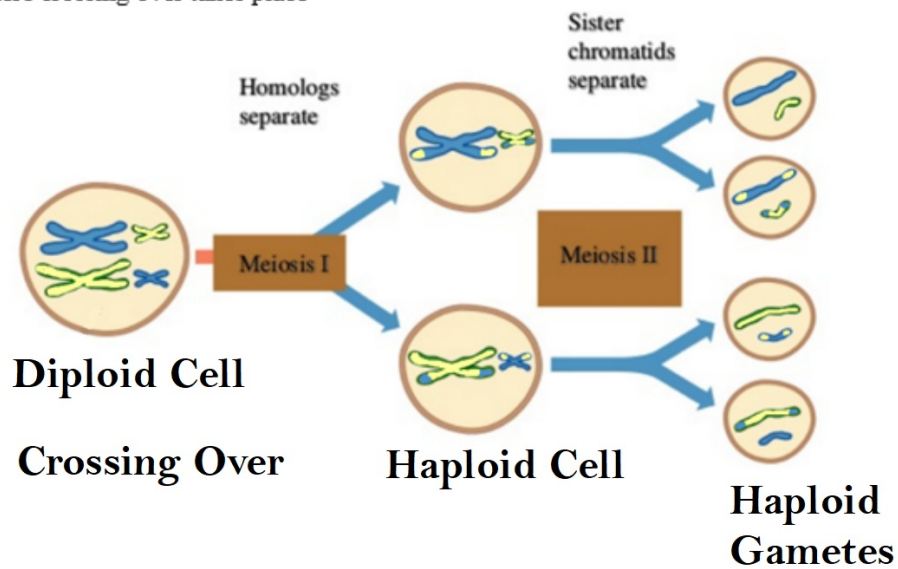 Homologs
separate
Sister
chromatids
separate
Meiosis I
Meiosis II
Diploid Cell
Crossing Over
Haploid Cell
Haploid
Gametes